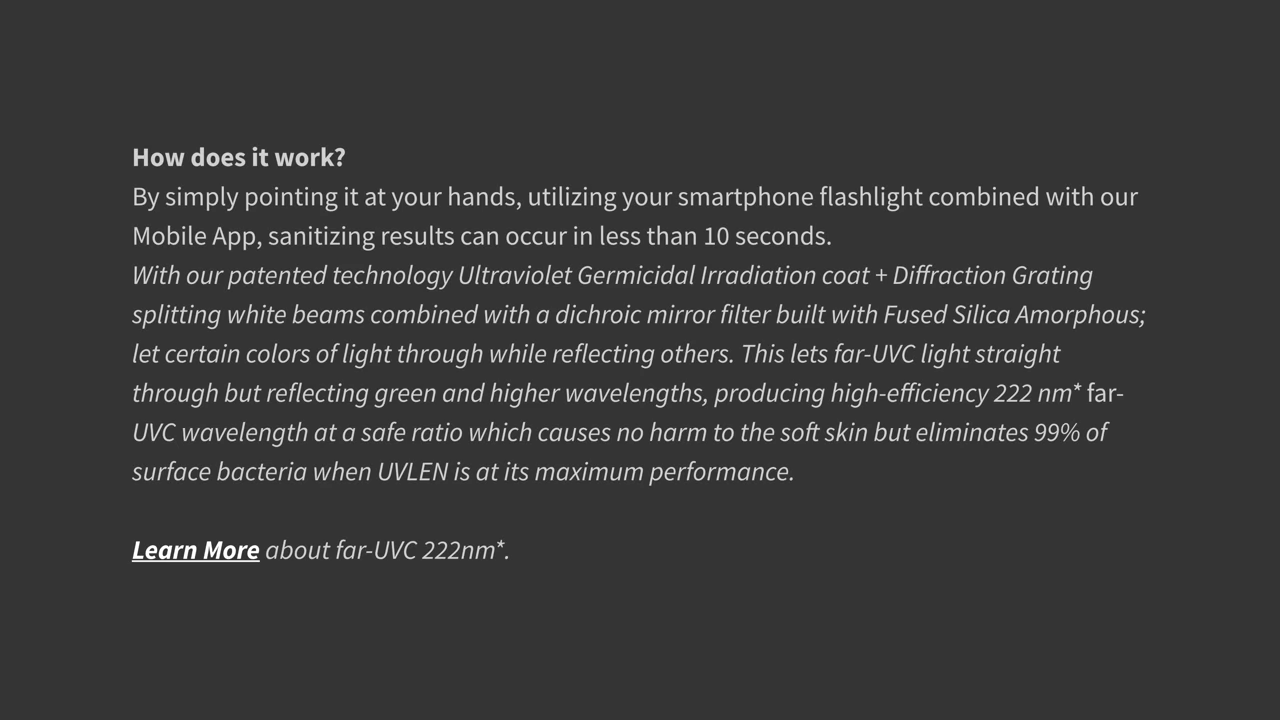 How does it work?
By simply pointing it at your hands, utilizing your smartphone flashlight combined with our
Mobile App, sanitizing results can occur in less than 10 seconds.
With our patented technology Ultraviolet Germicidal Irradiation coat + Diffraction Grating
splitting white beams combined with a dichroic mirror filter built with Fused Silica Amorphous;
let certain colors of light through while reflecting others. This lets far-UVC light straight
through but reflecting green and higher wavelengths, producing high-efficiency 222 nm* far-
UVC wavelength at a safe ratio which causes no harm to the soft skin but eliminates 99% of
surface bacteria when UVLEN is at its maximum performance.
Learn More about far-UVC 222nm*.